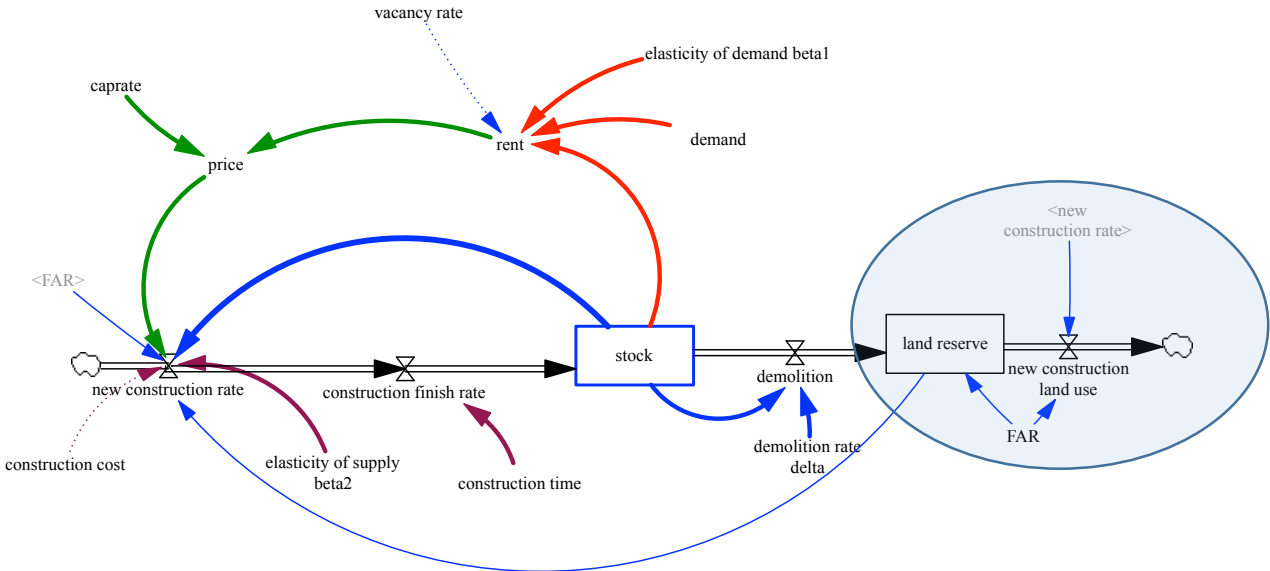 vacancy rate
elasticity of demand beta1
caprate
demand
rent
price
<new
construction rate>
<FAR>
stock
land reserve
new construction rate
construction finish rate
demolition
new construction
land use
FAR
construction cost
elasticity of supply
beta2
construction time
demolition rate
delta